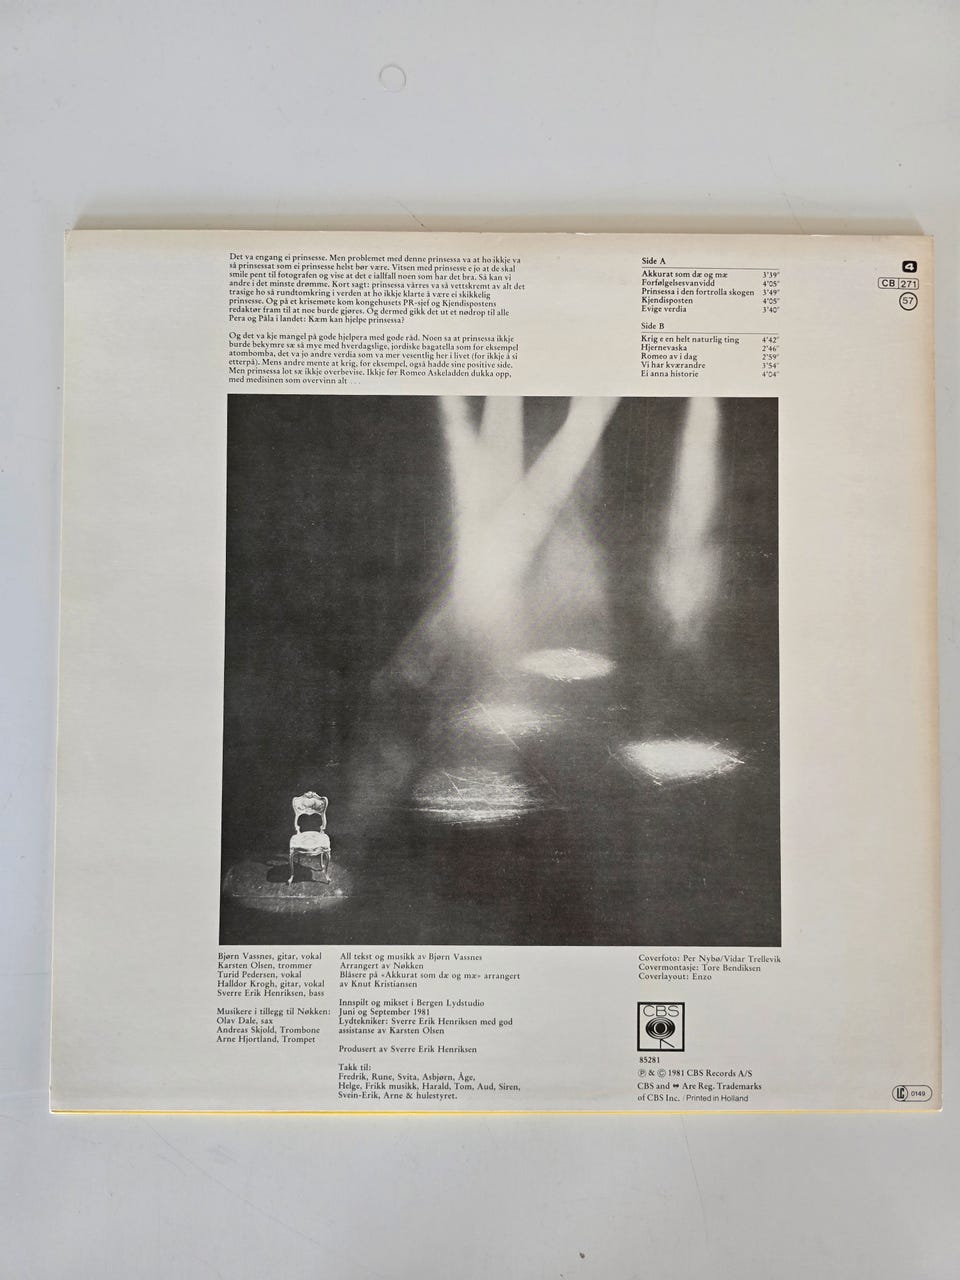 Det va engang ei prinsesse. Men problemet med denne prinsessa va at ho ikkje va
så prinsessat som ei prinsesse helst bør være. Vitsen med prinsesse e jo at de skal
smile pent til fotografen og vise at det e iallfall noen som har det bra. Så kan vi
andre i det minste drømme. Kort sagt: prinsessa vårres va så vettskremt av alt det
trasige ho så rundtomkring i verden at ho ikkje klarte å være ei skikkelig
prinsesse. Og på et krisemøte kom kongehusets PR-sjef og Kjendispostens
redaktør fram til at noe burde gjøres. Og dermed gikk det ut et nødrop til alle
Pera og Påla i landet: Kæm kan hjelpe prinsessa?
Og det va kje mangel på gode hjelpera med gode råd. Noen sa at prinsessa ikkje
burde bekymre sæ så mye med hverdagslige, jordiske bagatella som for eksempel
atombomba, det va jo andre verdia som va mer vesentlig her i livet (for ikkje å si
etterpå). Mens andre mente at krig, for eksempel, også hadde sine positive side.
Men prinsessa lot sæ ikkje overbevise. Ikkje før Romeo Askeladden dukka opp,
med medisinen som overvinn alt . . .
Side A
Akkurat som dæ og mæ 3'39"
Forfølgelsesvanvidd 4'05"
Prinsessa i den fortrolla skogen 3'49"
Kjendisposten 4'05"
Evige verdia 3'40"
Side B
Krig e en helt naturlig ting 4'42"
Hjernevaska 2'46"
Romeo av i dag 2'59"
Vi har kværandre 3'54"
Ei anna historie 4'04"
4
CB 271
57
Bjørn Vassnes, gitar, vokal
Karsten Olsen, trommer
Turid Pedersen, vokal
Halldor Krogh, gitar, vokal
Sverre Erik Henriksen, bass
Musikere i tillegg til Nøkken:
Olav Dale, sax
Andreas Skjold, Trombone
Arne Hjortland, Trumpet
All tekst og musikk av Bjørn Vassnes
Arrangert av Nøkken
Blåsere på «Akkurat som dæ og mæ» arrangert
av Knut Kristiansen
Innspilt og mikset i Bergen Lydstudio
Juni og September 1981
Lydtekniker: Sverre Erik Henriksen med god
assistanse av Karsten Olsen
Produsert av Sverre Erik Henriksen
Takk til:
Fredrik, Rune, Svita, Asbjørn, Åge,
Helge, Frikk musikk, Harald, Tom, Aud, Siren,
Svein-Erik, Arne & hulestyret.
Coverfoto: Per Nybø/Vidar Trellevik
Covermontasje: Tore Bendiksen
Coverlayout: Enzo
CBS
85281
℗ & © 1981 CBS Records A/S
CBS and Are Reg. Trademarks
of CBS Inc. / Printed in Holland
LC 0149